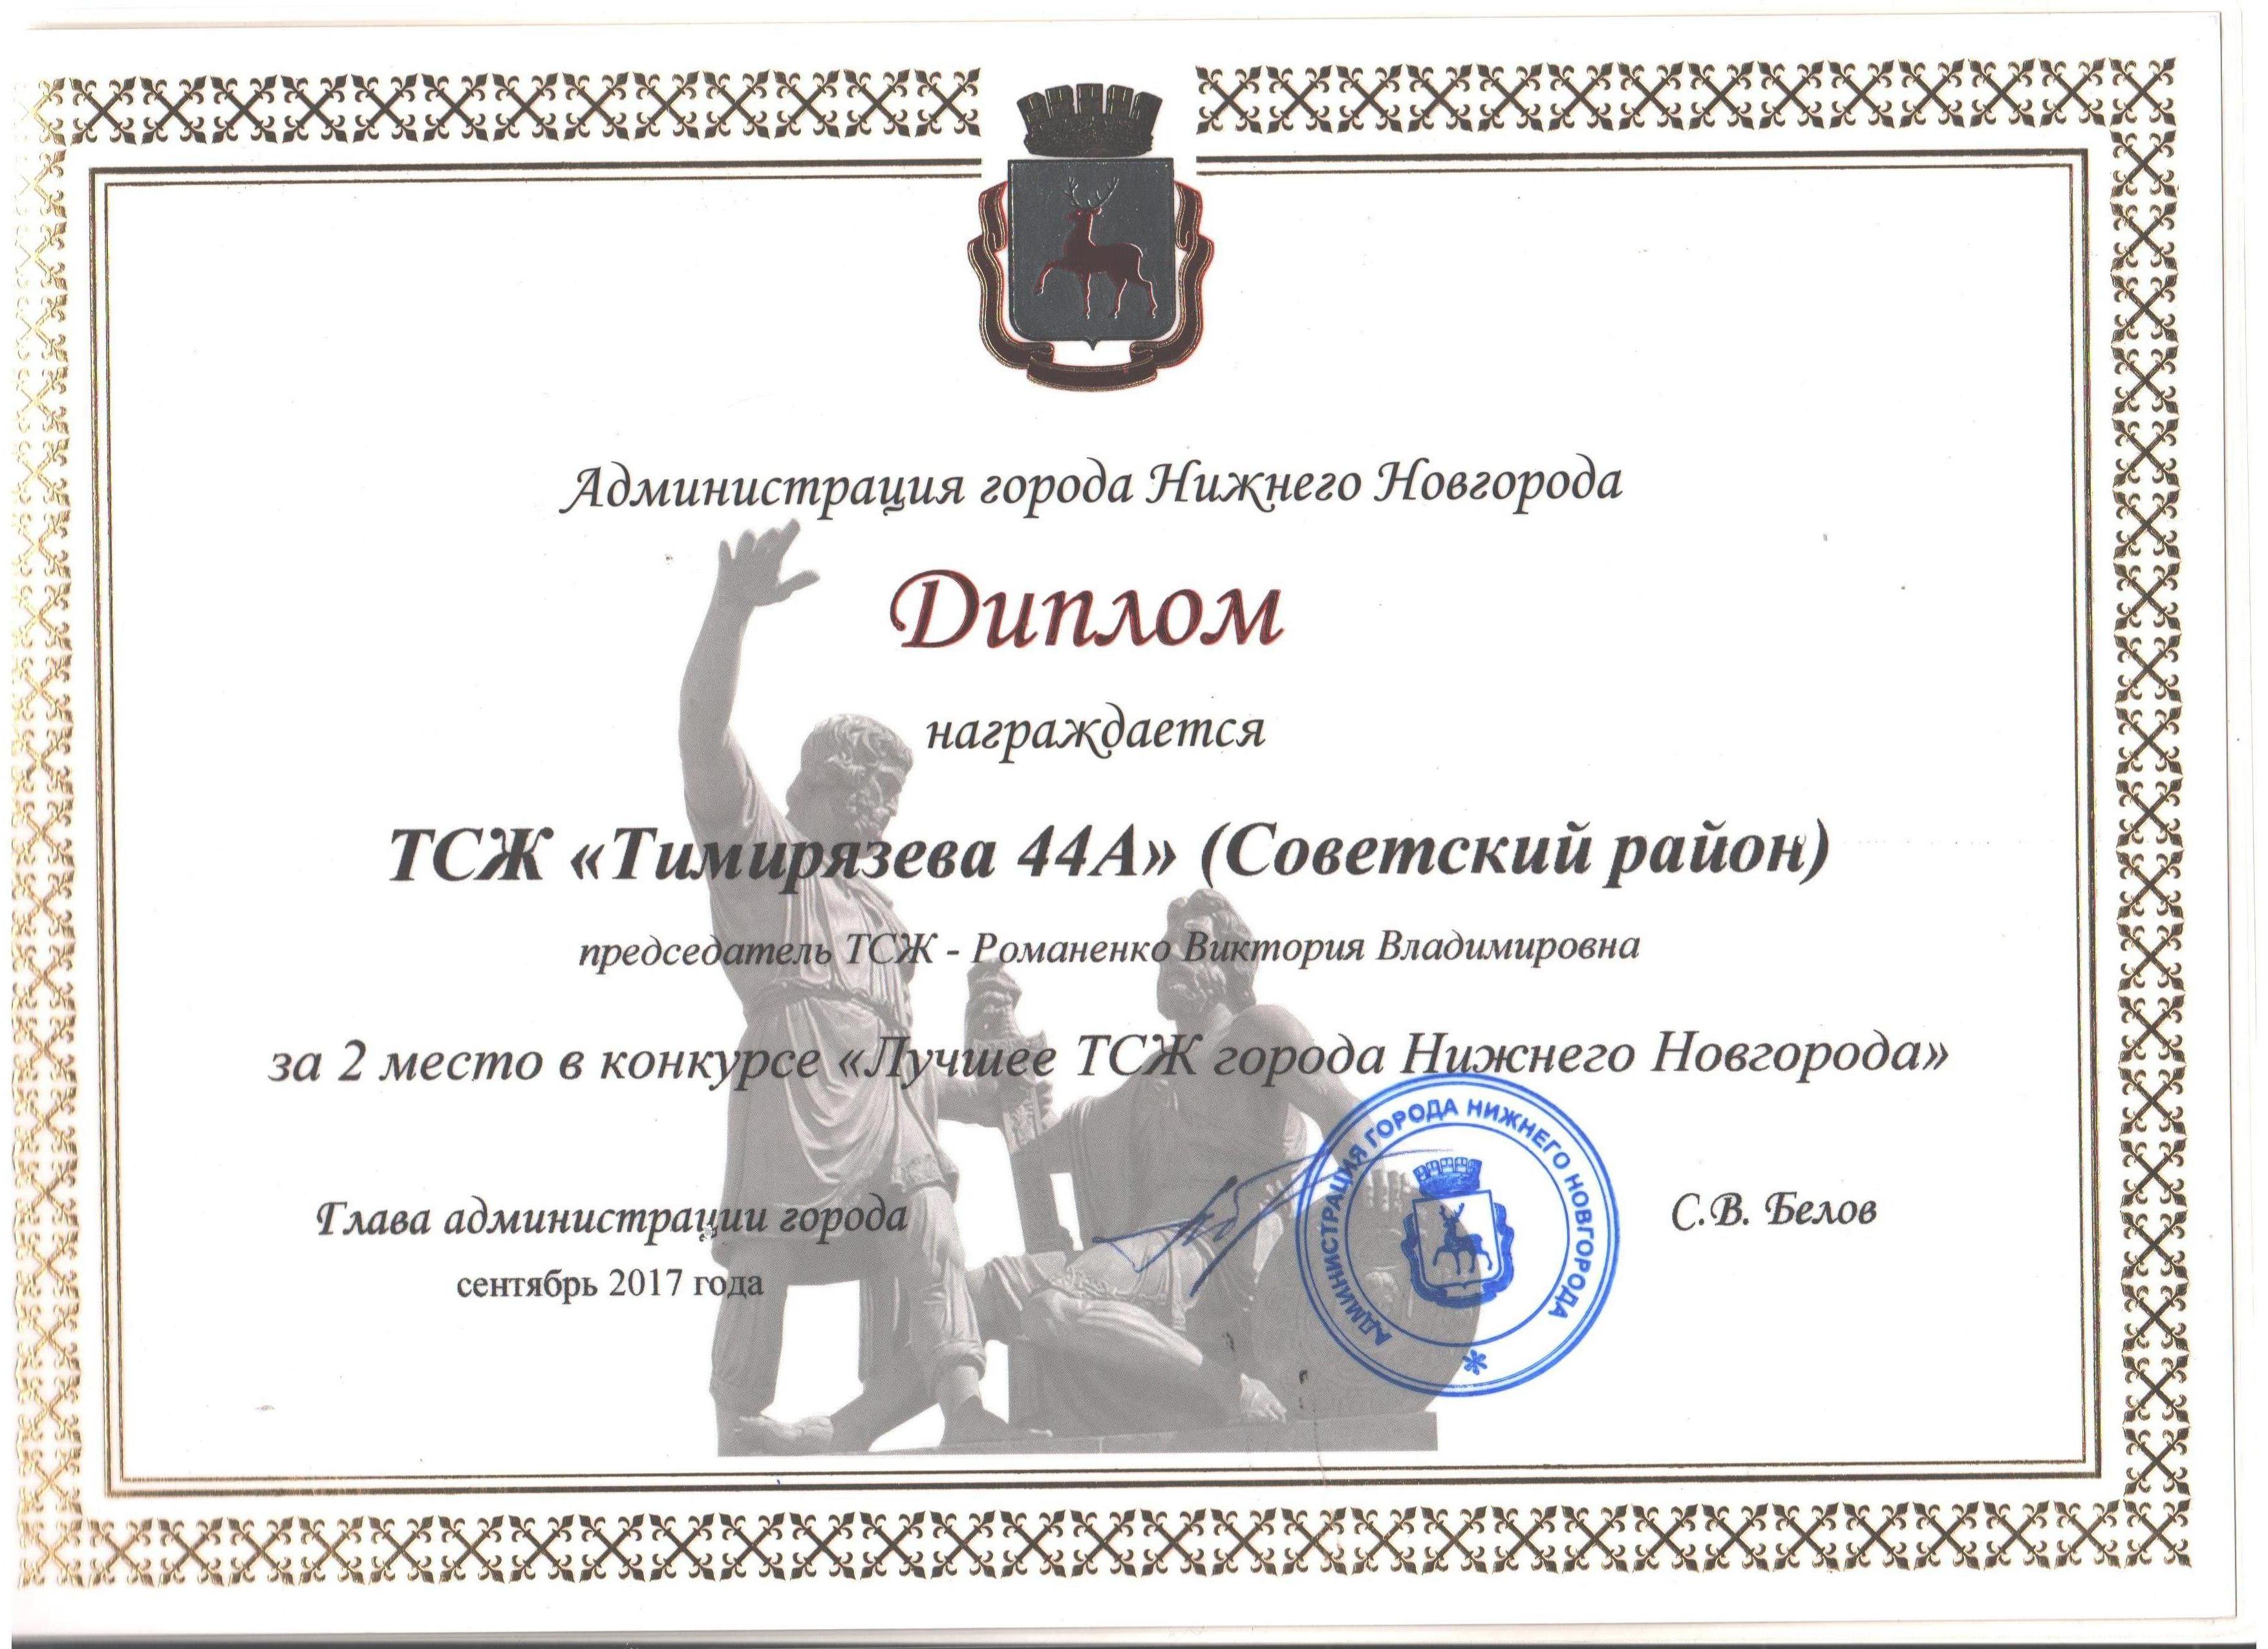 Администрация города Нижнего Новгорода
Диплом
награждается
ТСЖ «Тимирязева 44А» (Советский район)
председатель ТСЖ - Романенко Виктория Владимировна
за 2 место в конкурсе «Лучшее ТСЖ города Нижнего Новгорода»
Глава администрации города
С.В. Белов
сентябрь 2017 года
АДМИНИСТРАЦИЯ ГОРОДА НИЖНЕГО НОВГОРОДА